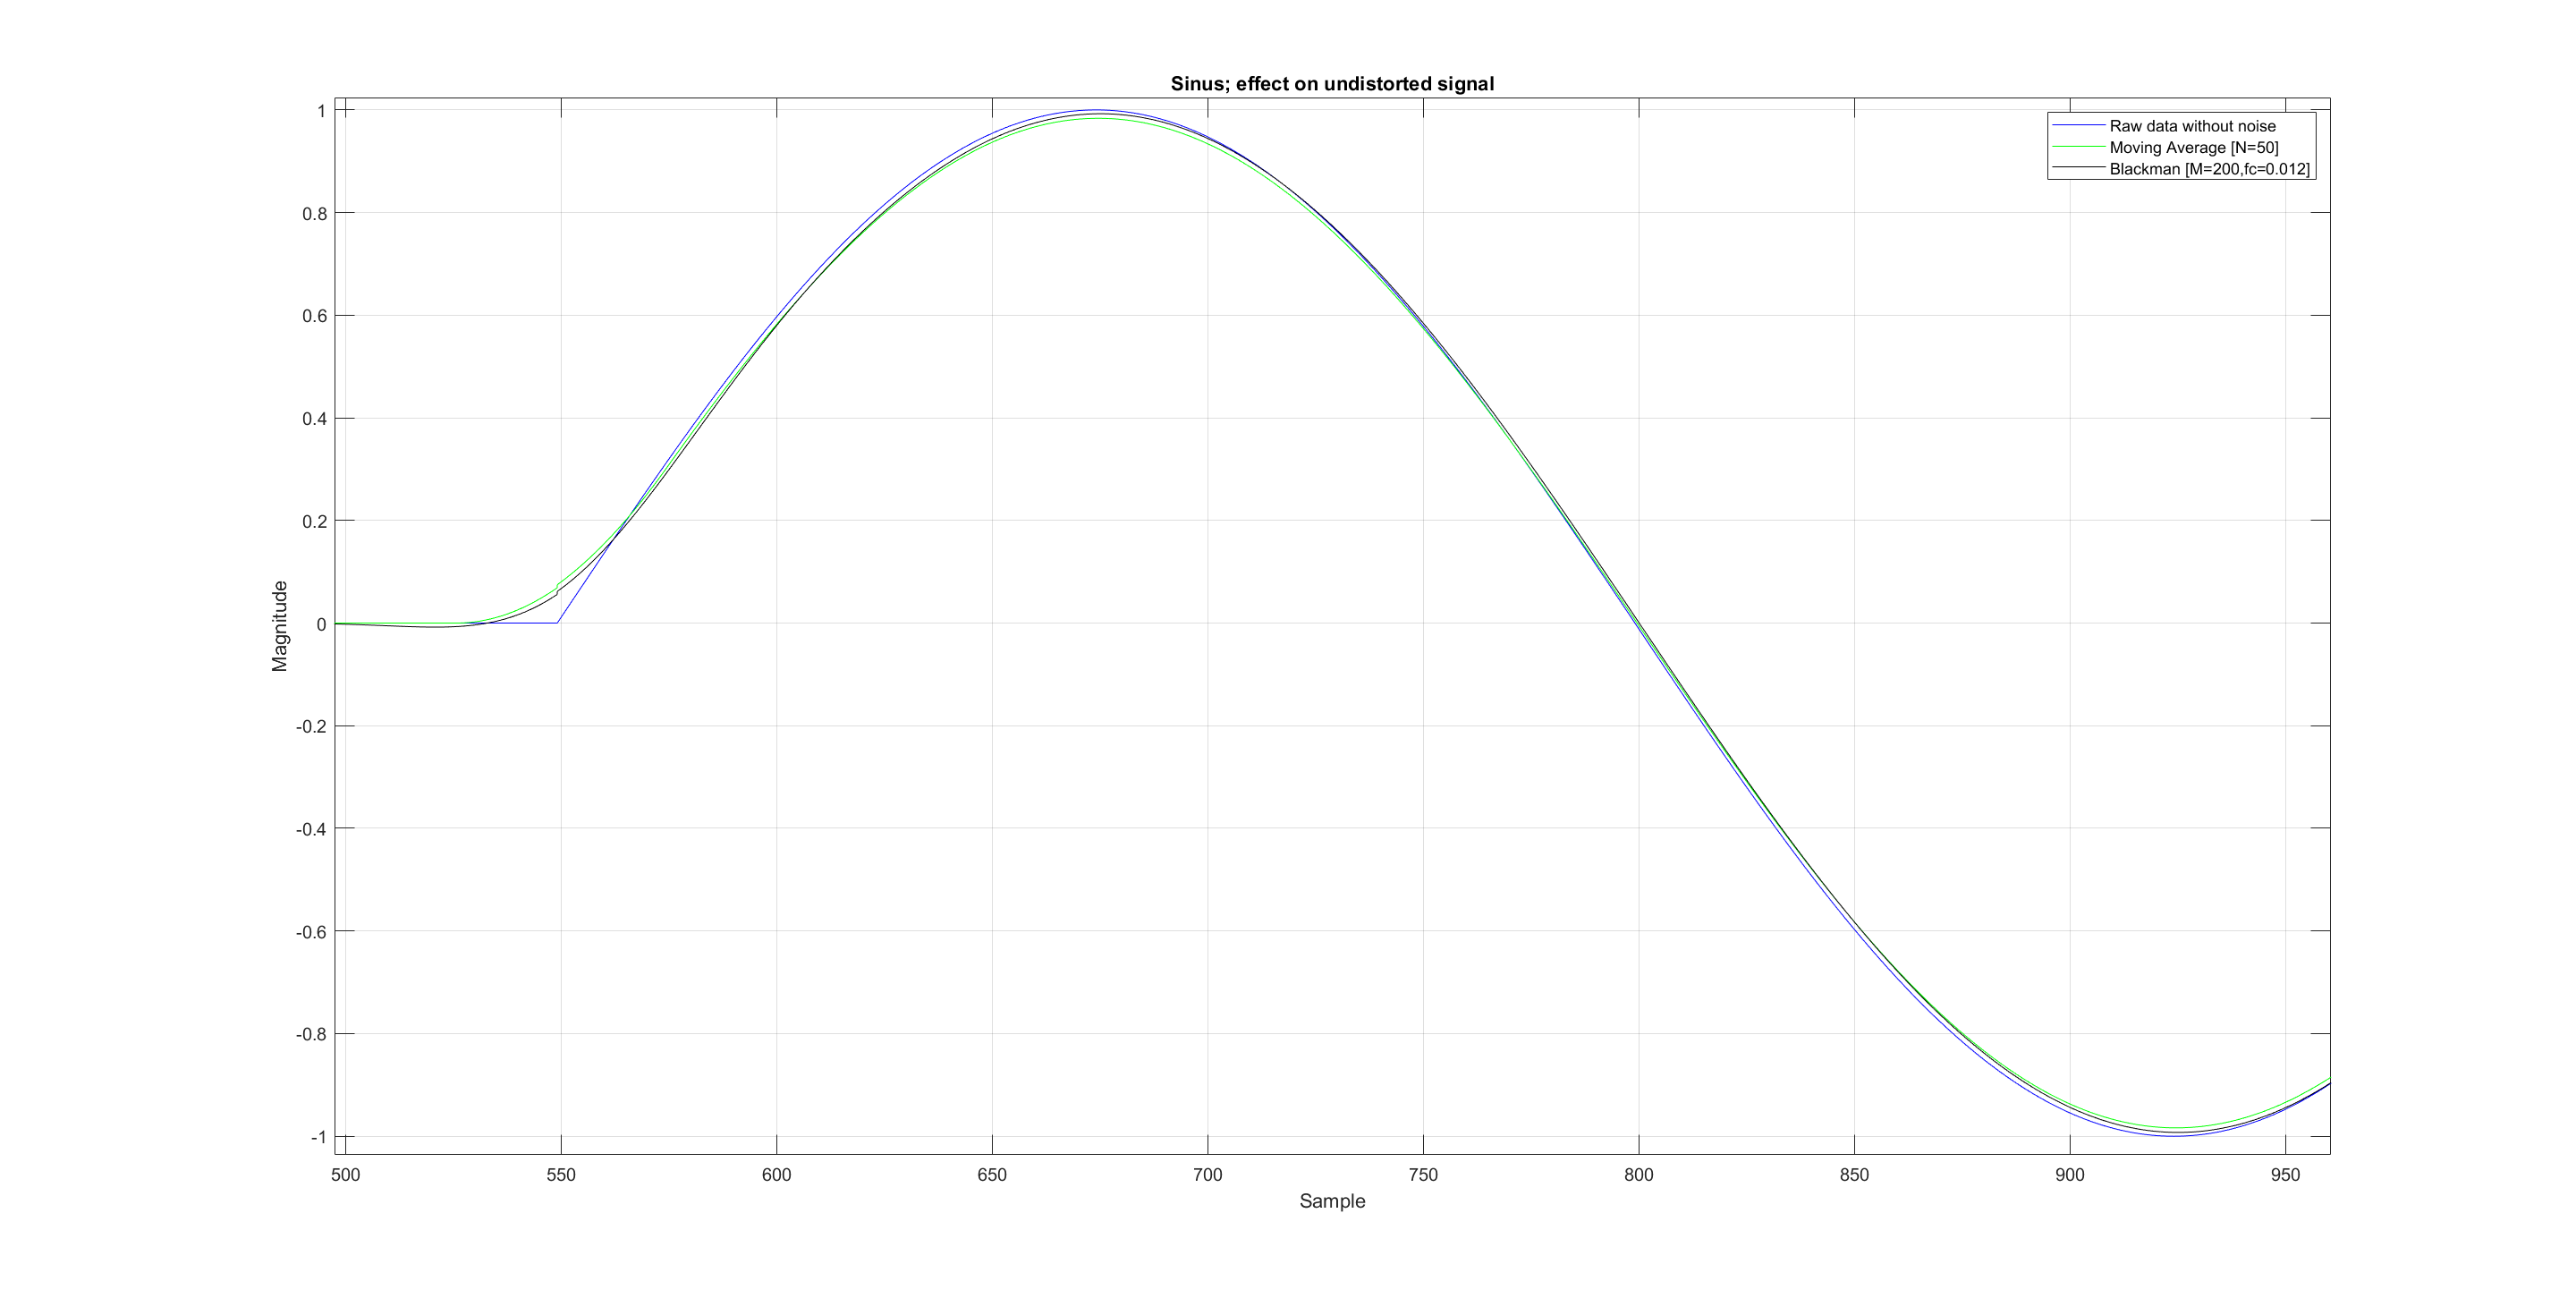 Sinus; effect on undistorted signal
Raw data without noise
Moving Average [N=50]
Blackman [M=200,fc=0.012]
1
0.8
0.6
0.4
0.2
0
-0.2
-0.4
-0.6
-0.8
-1
Magnitude
500 550 600 650 700 750 800 850 900 950
Sample